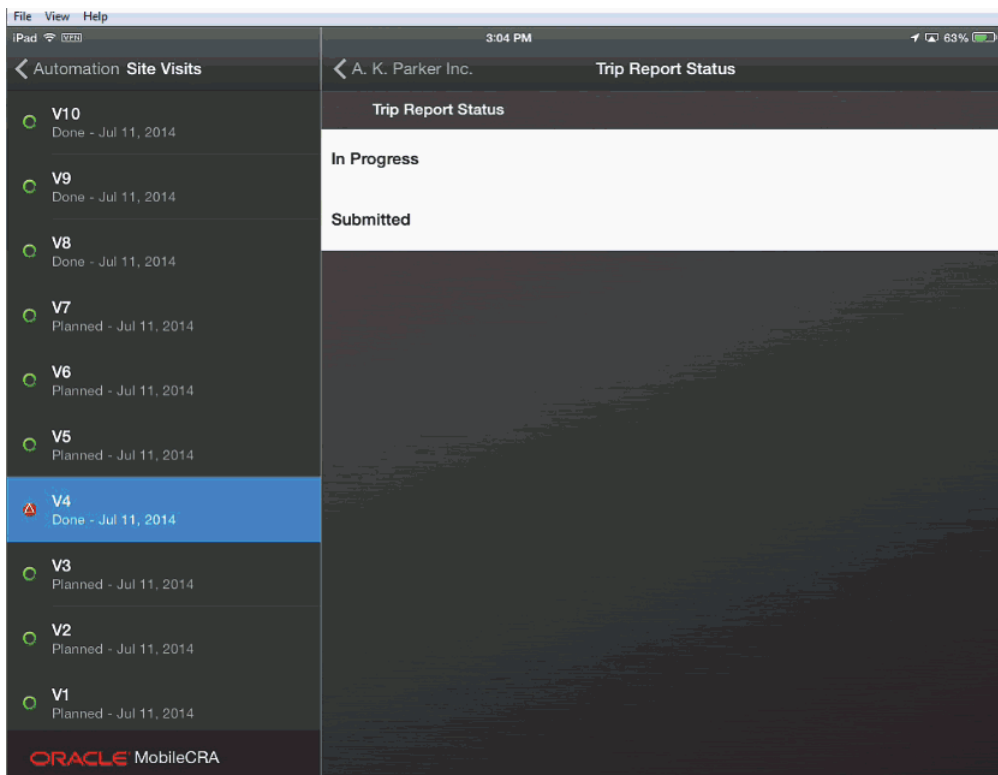 File View Help
iPad VPN 3:04 PM 63%
Automation Site Visits
A. K. Parker Inc. Trip Report Status
Trip Report Status
In Progress
Submitted
V10
Done - Jul 11, 2014
V9
Done - Jul 11, 2014
V8
Done - Jul 11, 2014
V7
Planned - Jul 11, 2014
V6
Planned - Jul 11, 2014
V5
Planned - Jul 11, 2014
V4
Done - Jul 11, 2014
V3
Planned - Jul 11, 2014
V2
Planned - Jul 11, 2014
V1
Planned - Jul 11, 2014
ORACLE MobileCRA